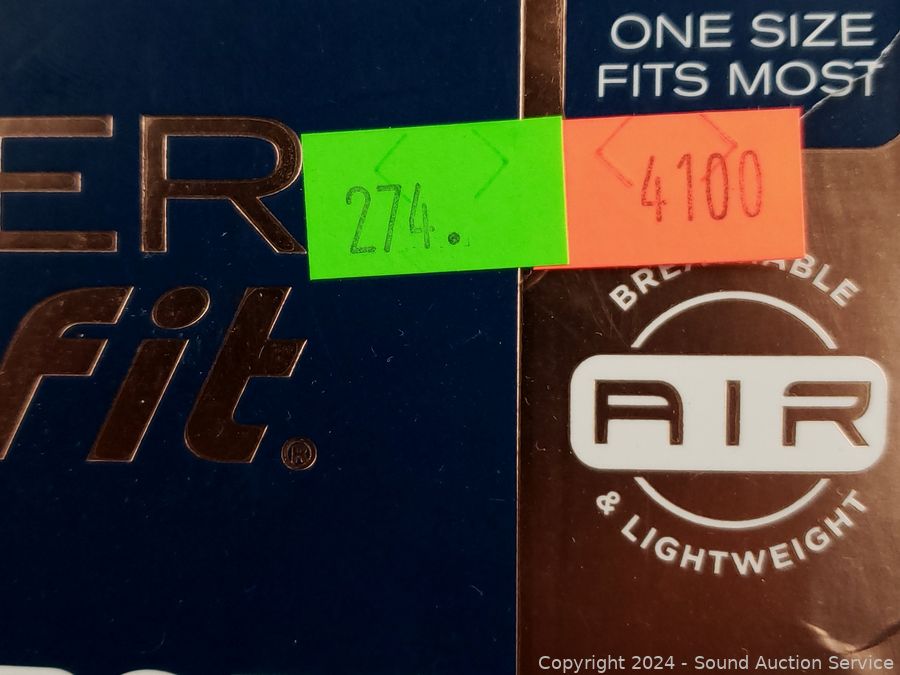 ONE SIZE
FITS MOST
ER
fit®
274.
4100
AIR
& LIGHTWEIGHT
Copyright 2024 - Sound Auction Service